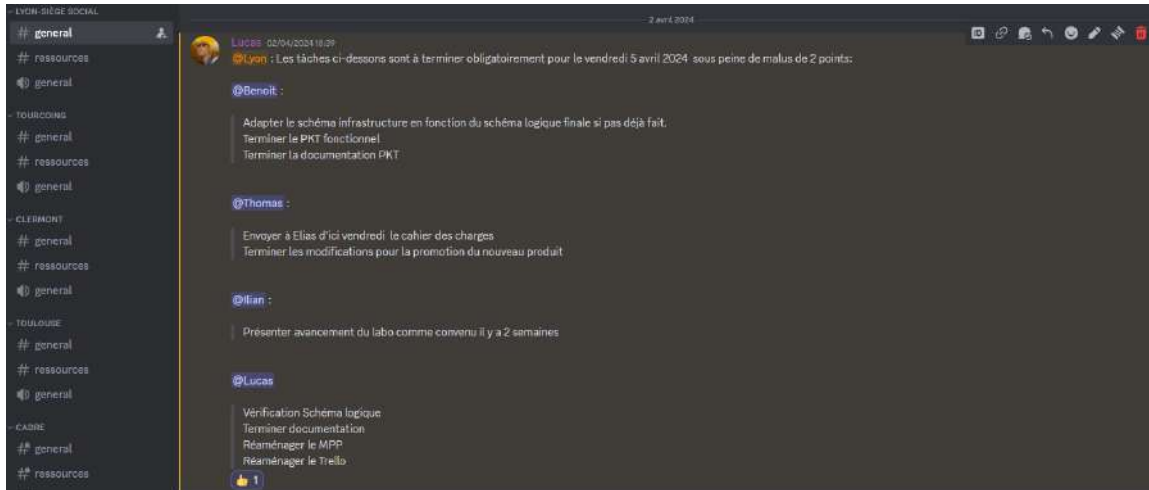 LYON-SIÈGE SOCIAL
# general
# ressources
general
TOURCOING
# general
# ressources
general
CLERMONT
# general
# ressources
general
TOULOUSE
# general
# ressources
general
CADRE
# general
# ressources
2 avril 2024
Lucas 02/04/2024 18:39
@Lyon : Les tâches ci-dessons sont à terminer obligatoirement pour le vendredi 5 avril 2024 sous peine de malus de 2 points:
@Benoit :
Adapter le schéma infrastructure en fonction du schéma logique finale si pas déjà fait.
Terminer le PKT fonctionnel
Terminer la documentation PKT
@Thomas :
Envoyer à Elias d'ici vendredi le cahier des charges
Terminer les modifications pour la promotion du nouveau produit
@Ilian :
Présenter avancement du labo comme convenu il y a 2 semaines
@Lucas
Vérification Schéma logique
Terminer documentation
Réaménager le MPP
Réaménager le Trello
👍 1